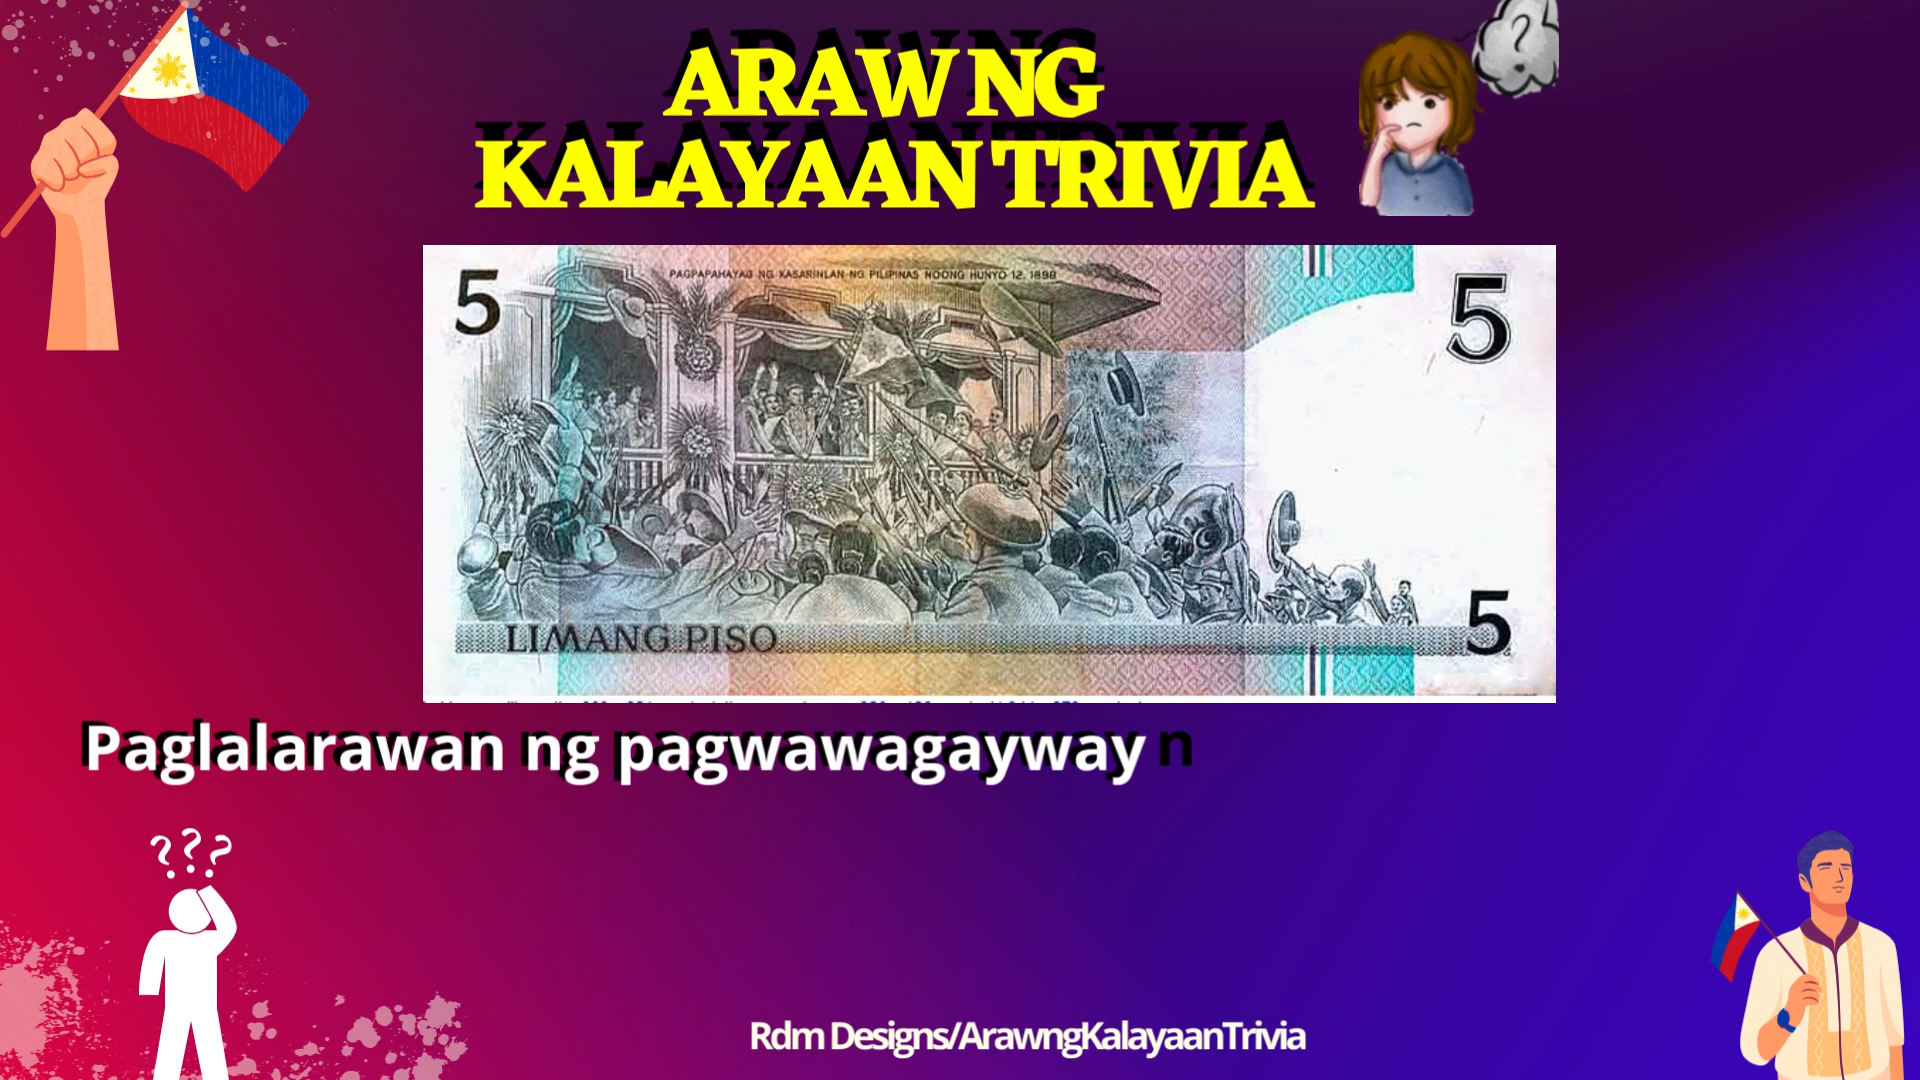 ARAW NG
KALAYAAN TRIVIA
?
5
PAGPAPAHAYAG NG KASARINLAN NG PILIPINAS NOONG HUNYO 12, 1898
5
LIMANG PISO
5
Paglalarawan ng pagwawagayway n
???
Rdm Designs/ArawngKalayaanTrivia